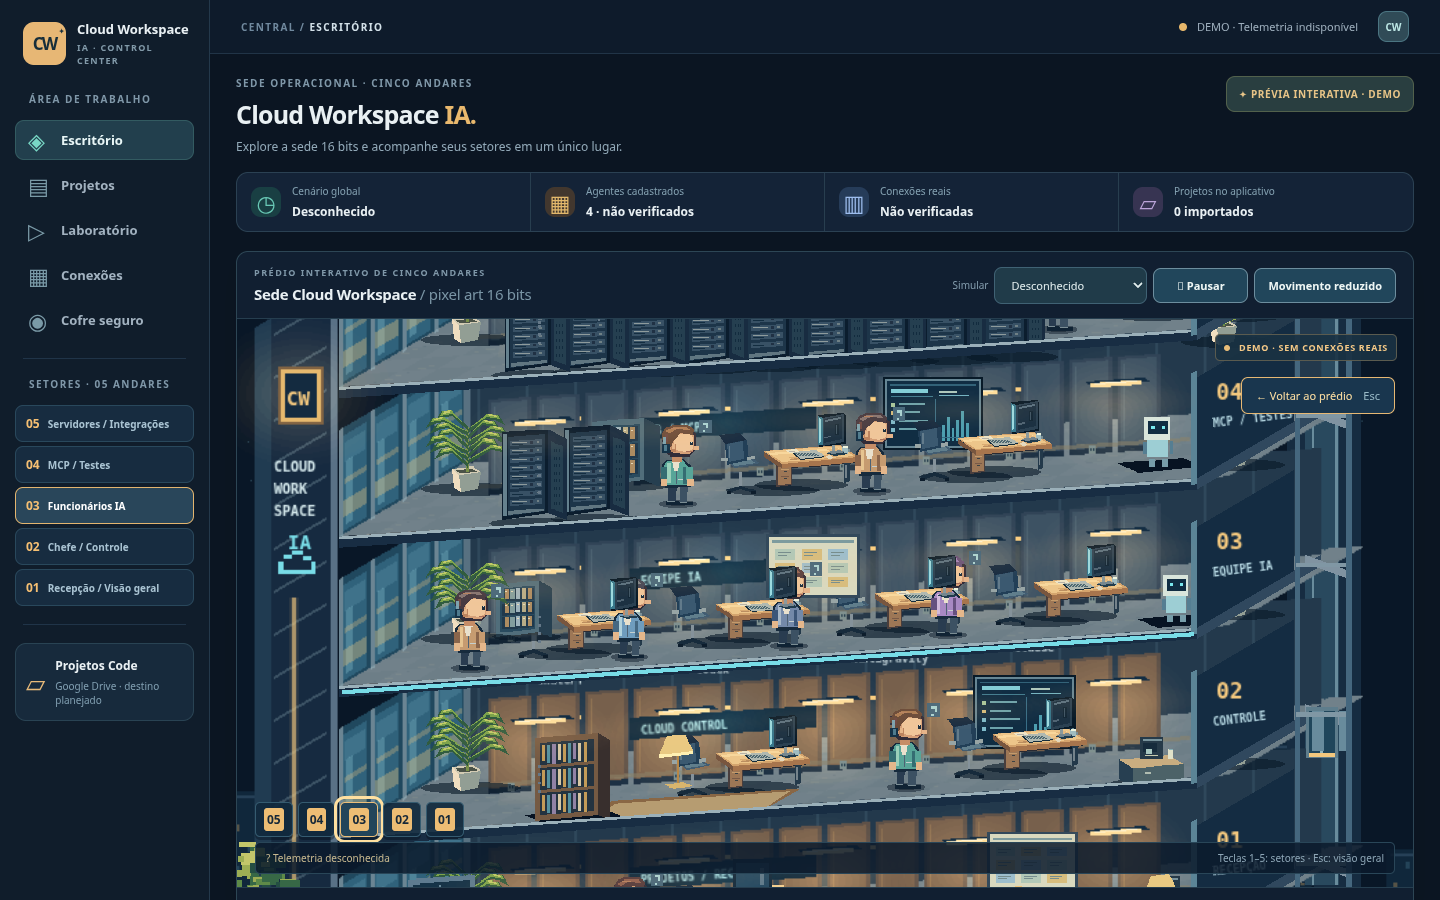 CW
Cloud Workspace
IA · CONTROL
CENTER
ÁREA DE TRABALHO
Escritório
Projetos
Laboratório
Conexões
Cofre seguro
SETORES · 05 ANDARES
05 Servidores / Integrações
04 MCP / Testes
03 Funcionários IA
02 Chefe / Controle
01 Recepção / Visão geral
Projetos Code
Google Drive · destino
planejado
CENTRAL / ESCRITÓRIO
DEMO · Telemetria indisponível
CW
SEDE OPERACIONAL · CINCO ANDARES
Cloud Workspace IA.
Explore a sede 16 bits e acompanhe seus setores em um único lugar.
✦ PRÉVIA INTERATIVA · DEMO
Cenário global
Desconhecido
Agentes cadastrados
4 · não verificados
Conexões reais
Não verificadas
Projetos no aplicativo
0 importados
PRÉDIO INTERATIVO DE CINCO ANDARES
Sede Cloud Workspace / pixel art 16 bits
Simular
Desconhecido
Pausar
Movimento reduzido
DEMO · SEM CONEXÕES REAIS
← Voltar ao prédio Esc
CW
CLOUD
WORK
SPACE
IA
04
MCP / TESTES
03
EQUIPE IA
EQUIPE IA
02
CONTROLE
CLOUD CONTROL
01
05 04 03 02 01
? Telemetria desconhecida
Teclas 1–5: setores · Esc: visão geral